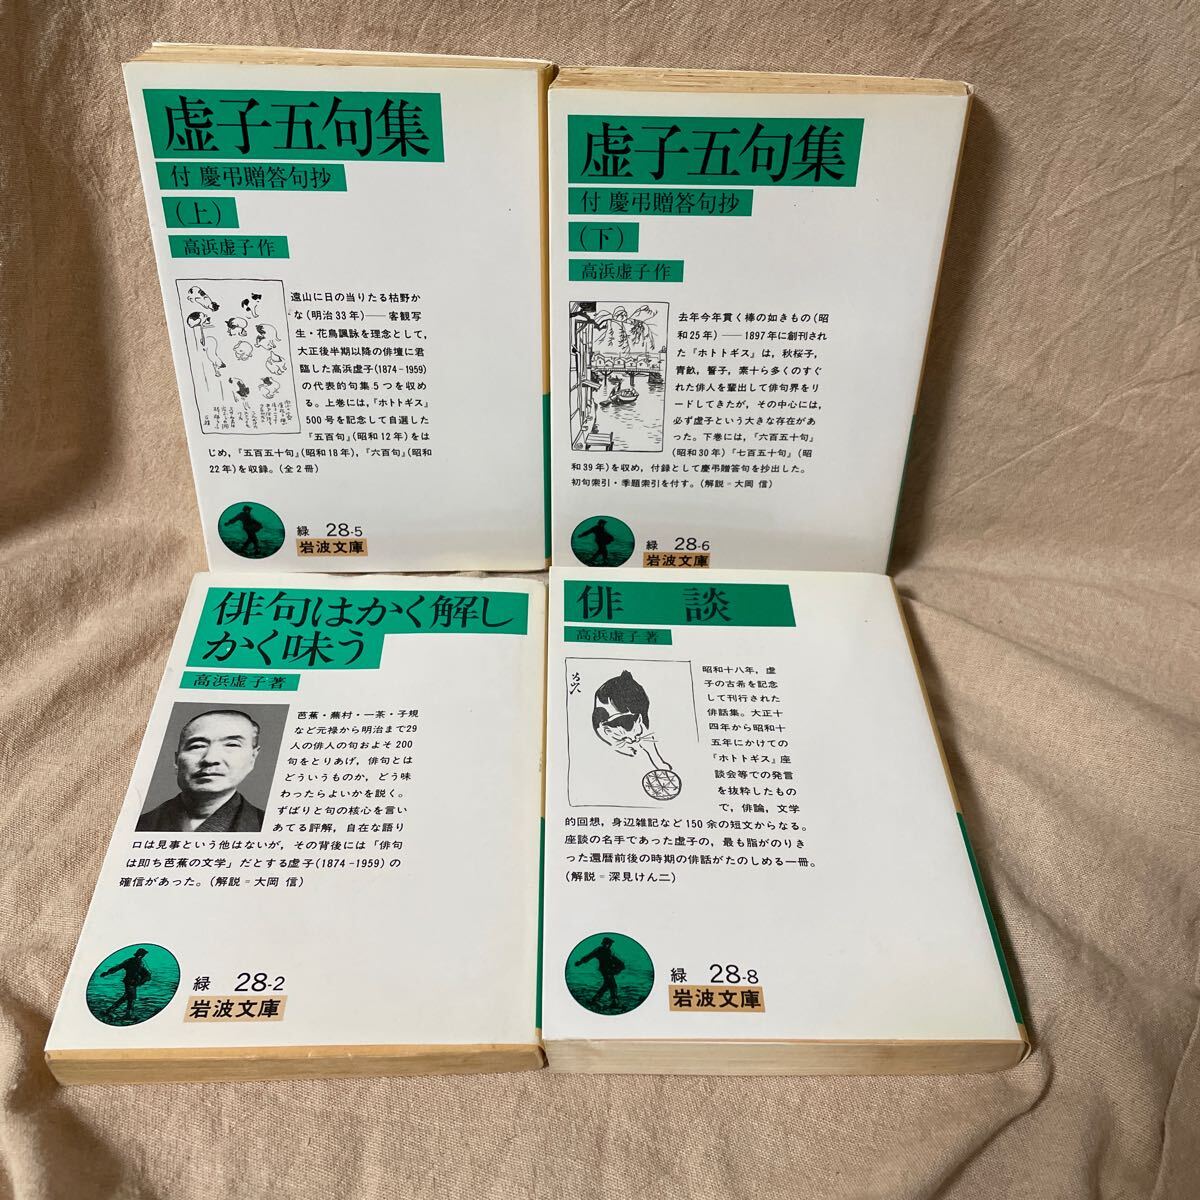 虚子五句集
付 慶弔贈答句抄
(上)
高浜虚子作
遠山に日の当りたる枯野か
な(明治33年)── 客観写
生・花鳥諷詠を理念として，
大正後半期以降の俳壇に君
臨した高浜虚子(1874-1959)
の代表的句集5つを収め
る。上巻には，『ホトトギス』
500号を記念して自選した
『五百句』(昭和12年)をは
じめ，『五百五十句』(昭和18年)，『六百句』(昭和
22年)を収録。(全2冊)
緑 28-5
岩波文庫
虚子五句集
付 慶弔贈答句抄
(下)
高浜虚子作
去年今年貫く棒の如きもの(昭
和25年) ── 1897年に創刊され
た『ホトトギス』は，秋桜子，
青畝，誓子，素十ら多くのすぐ
れた俳人を輩出して俳句界をリ
ードしてきたが，その中心には，
必ず虚子という大きな存在があ
った。下巻には，『六百五十句』
(昭和30年)『七百五十句』(昭
和39年)を収め，付録として慶弔贈答句を抄出した。
初句索引・季題索引を付す。(解説=大岡 信)
緑 28-6
岩波文庫
俳句はかく解し
かく味う
高浜虚子著
芭蕉・蕪村・一茶・子規
など元禄から明治まで29
人の俳人の句およそ200
句をとりあげ，俳句とは
どういうものか，どう味
わったらよいかを説く。
ずばりと句の核心を言い
あてる評解，自在な語り
口は見事という他はないが，その背後には「俳句
は即ち芭蕉の文学」だとする虚子(1874-1959)の
確信があった。(解説=大岡 信)
緑 28-2
岩波文庫
俳 談
高浜虚子著
昭和十八年，虚
子の古希を記念
して刊行された
俳話集。大正十
四年から昭和十
五年にかけての
『ホトトギス』座
談会等での発言
を抜粋したもの
で，俳論，文学
的回想，身辺雑記など150余の短文からなる。
座談の名手であった虚子の，最も脂がのりき
った還暦前後の時期の俳話がたのしめる一冊。
(解説=深見けん二)
緑 28-8
岩波文庫